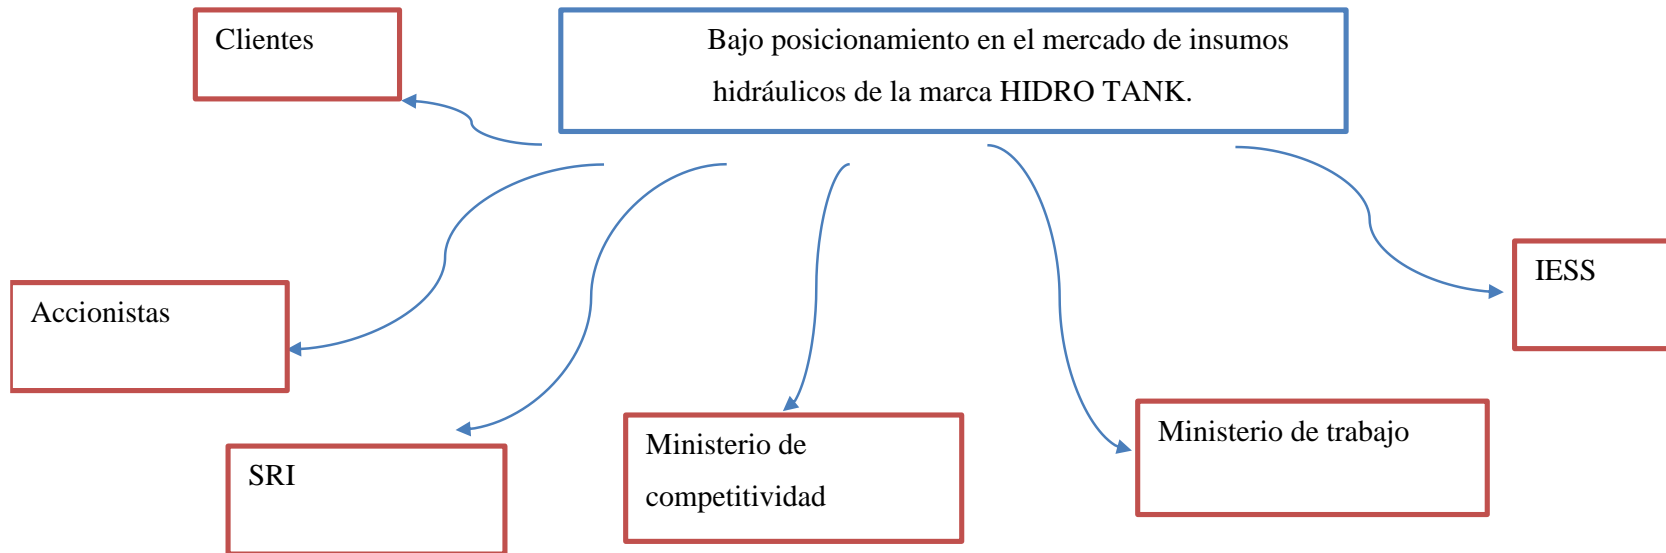 Clientes
Bajo posicionamiento en el mercado de insumos
hidráulicos de la marca HIDRO TANK.
IESS
Accionistas
Ministerio de trabajo
Ministerio de
competitividad
SRI